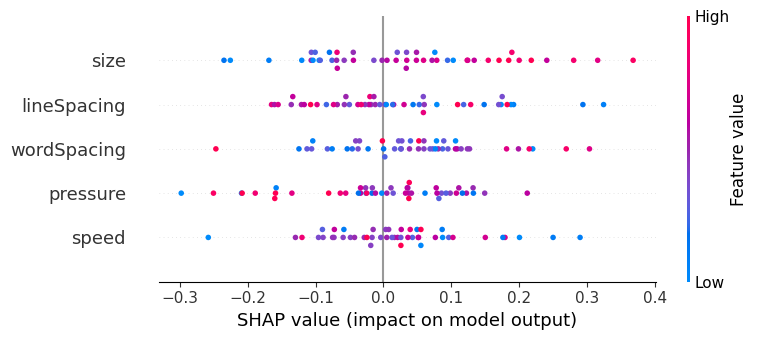 High
size
lineSpacing
wordSpacing
pressure
speed
Feature value
Low
−0.3 −0.2 −0.1 0.0 0.1 0.2 0.3 0.4
SHAP value (impact on model output)